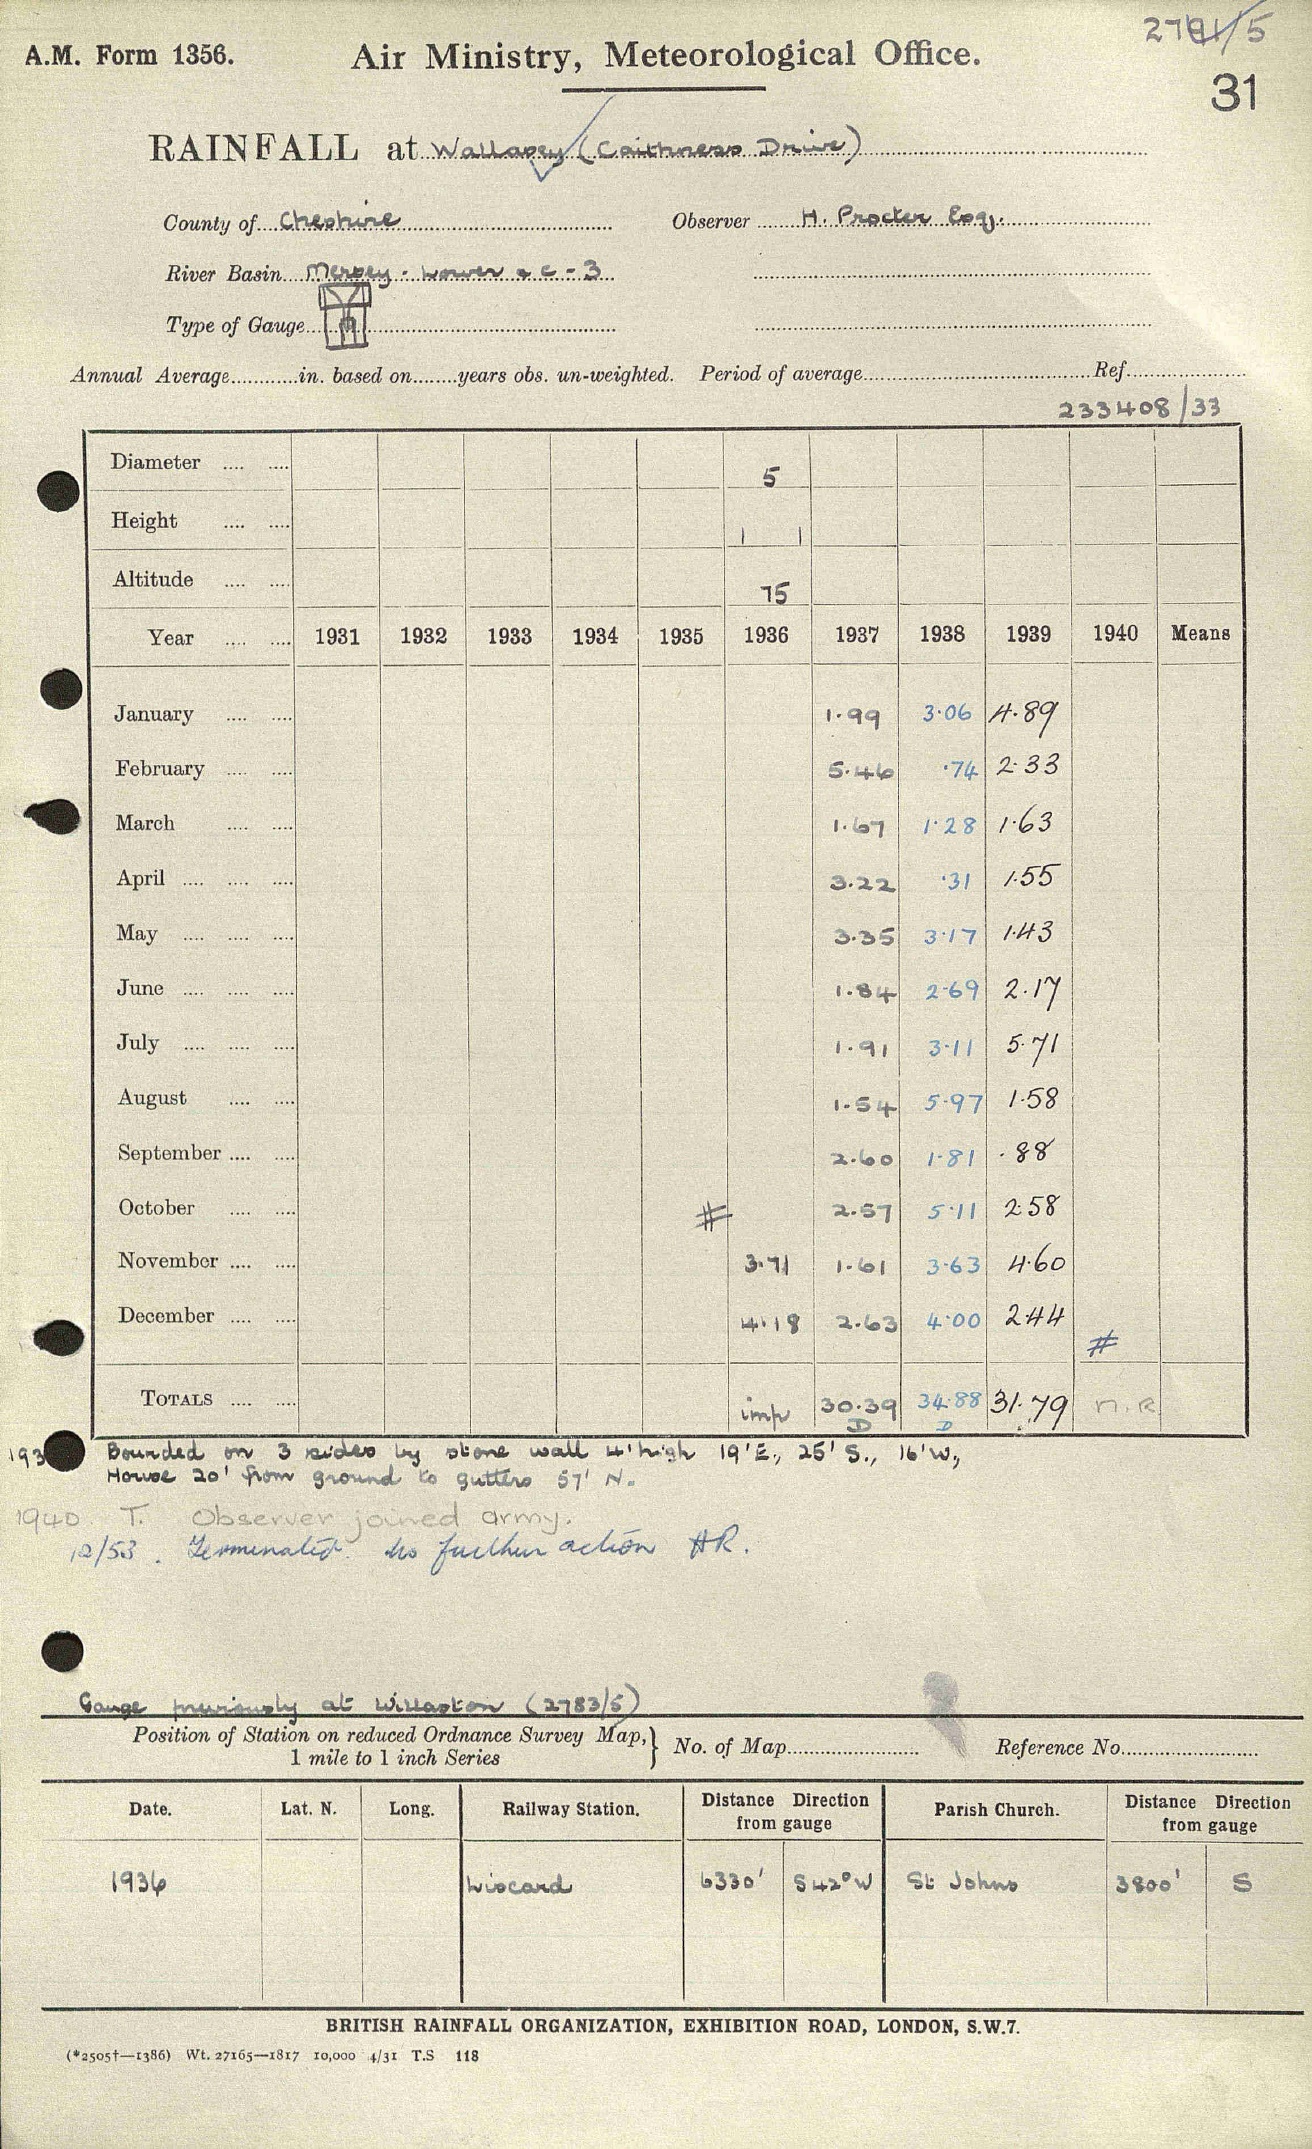 2781/5
A.M. Form 1356. Air Ministry, Meteorological Office.
31
RAINFALL at Wallasey (Caithness Drive)
County of Cheshire Observer H. Procter Esq.
River Basin Mersey - Lower & c - 3
Type of Gauge
Annual Average............in. based on........years obs. un-weighted. Period of average............ Ref............
233408/33
Diameter .... .... 5
Height .... .... 1 1
Altitude .... .... 75
Year .... .... 1931 1932 1933 1934 1935 1936 1937 1938 1939 1940 Means
January .... .... 1.99 3.06 4.89
February .... .... 5.46 .74 2.33
March .... .... 1.67 1.28 1.63
April .... .... .... 3.22 .31 1.55
May .... .... .... 3.35 3.17 1.43
June .... .... .... 1.84 2.69 2.17
July .... .... .... 1.91 3.11 5.71
August .... .... 1.54 5.97 1.58
September .... .... 2.60 1.81 .88
October .... .... # 2.57 5.11 2.58
November .... .... 3.71 1.61 3.63 4.60
December .... .... 4.18 2.63 4.00 2.44 #
TOTALS .... .... imp 30.39 34.88 31.79 n.R
D D
193 Bounded on 3 sides by stone wall 4' high 19'E., 25' S., 16'W.,
House 20' from ground to gutters 57' N.
1940. T. Observer joined army.
12/53. Terminated. No further action HR.
Gauge previously at Willaston (2783/5)
Position of Station on reduced Ordnance Survey Map, 1 mile to 1 inch Series } No. of Map............ Reference No............
Date. Lat. N. Long. Railway Station. Distance Direction from gauge Parish Church. Distance Direction from gauge
1936 Liscard 6330' S42°W St Johns 3800' S
BRITISH RAINFALL ORGANIZATION, EXHIBITION ROAD, LONDON, S.W.7.
(*2505†—1386) Wt. 27165—1817 10,000 4/31 T.S 118